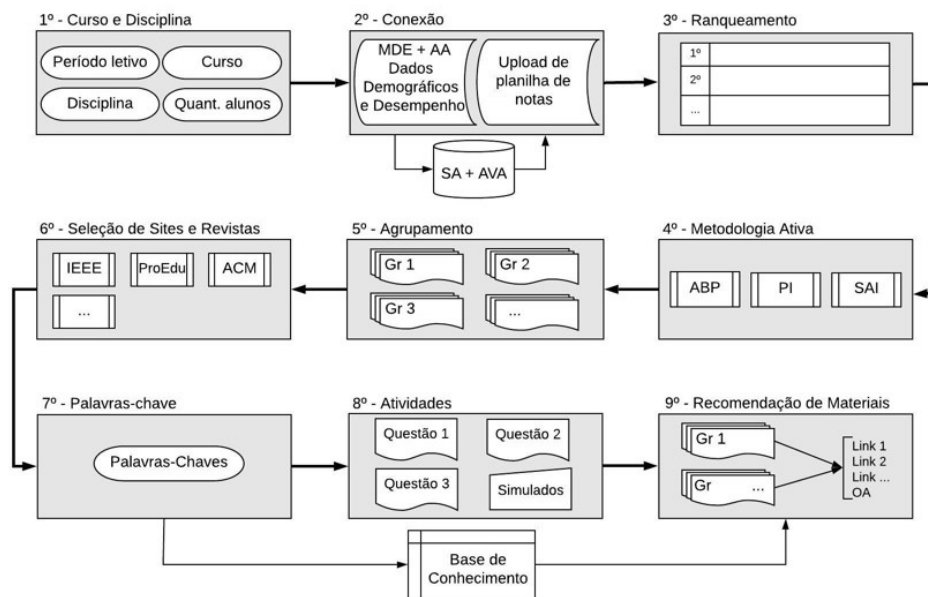 1º - Curso e Disciplina
Período letivo
Curso
Disciplina
Quant. alunos
2º - Conexão
MDE + AA
Dados
Demográficos
e Desempenho
Upload de
planilha de
notas
SA + AVA
3º - Ranqueamento
1º
2º
...
6º - Seleção de Sites e Revistas
IEEE
ProEdu
ACM
...
5º - Agrupamento
Gr 1
Gr 2
Gr 3
...
4º - Metodologia Ativa
ABP
PI
SAI
7º - Palavras-chave
Palavras-Chaves
8º - Atividades
Questão 1
Questão 2
Questão 3
Simulados
9º - Recomendação de Materiais
Gr 1
Gr ...
Link 1
Link 2
Link ...
OA
Base de
Conhecimento